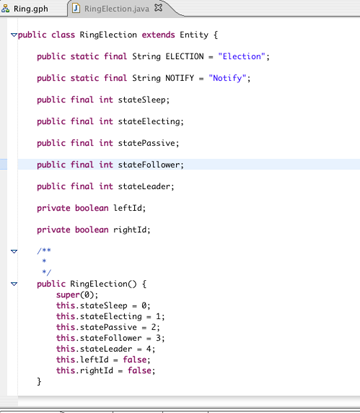 Ring.gph RingElection.java
public class RingElection extends Entity {
public static final String ELECTION = "Election";
public static final String NOTIFY = "Notify";
public final int stateSleep;
public final int stateElecting;
public final int statePassive;
public final int stateFollower;
public final int stateLeader;
private boolean leftId;
private boolean rightId;
/**
*
*/
public RingElection() {
super(0);
this.stateSleep = 0;
this.stateElecting = 1;
this.statePassive = 2;
this.stateFollower = 3;
this.stateLeader = 4;
this.leftId = false;
this.rightId = false;
}